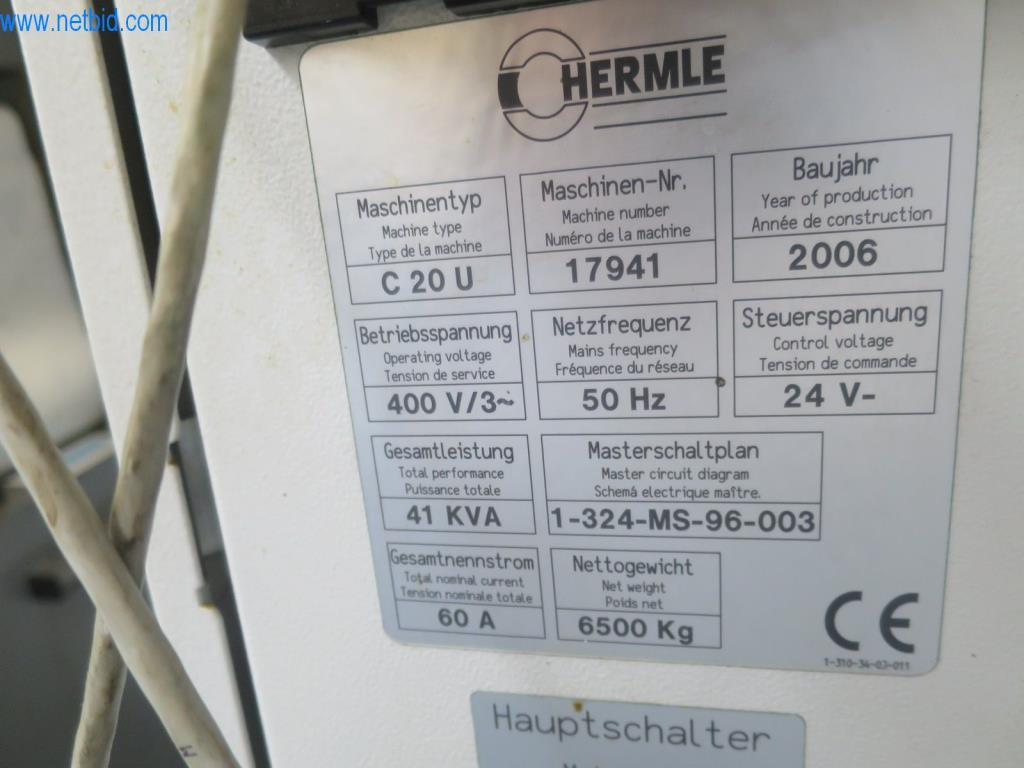 www.netbid.com
HERMLE
Maschinentyp
Machine type
Type de la machine
C 20 U
Maschinen-Nr.
Machine number
Numéro de la machine
17941
Baujahr
Year of production
Année de construction
2006
Betriebsspannung
Operating voltage
Tension de service
400 V/3~
Netzfrequenz
Mains frequency
Fréquence du réseau
50 Hz
Steuerspannung
Control voltage
Tension de commande
24 V-
Gesamtleistung
Total performance
Puissance totale
41 KVA
Masterschaltplan
Master circuit diagram
Schemá electrique maître.
1-324-MS-96-003
Gesamtnennstrom
Total nominal current
Tension nominale totale
60 A
Nettogewicht
Net weight
Poids net
6500 Kg
CE
1-310-34-03-011
Hauptschalter